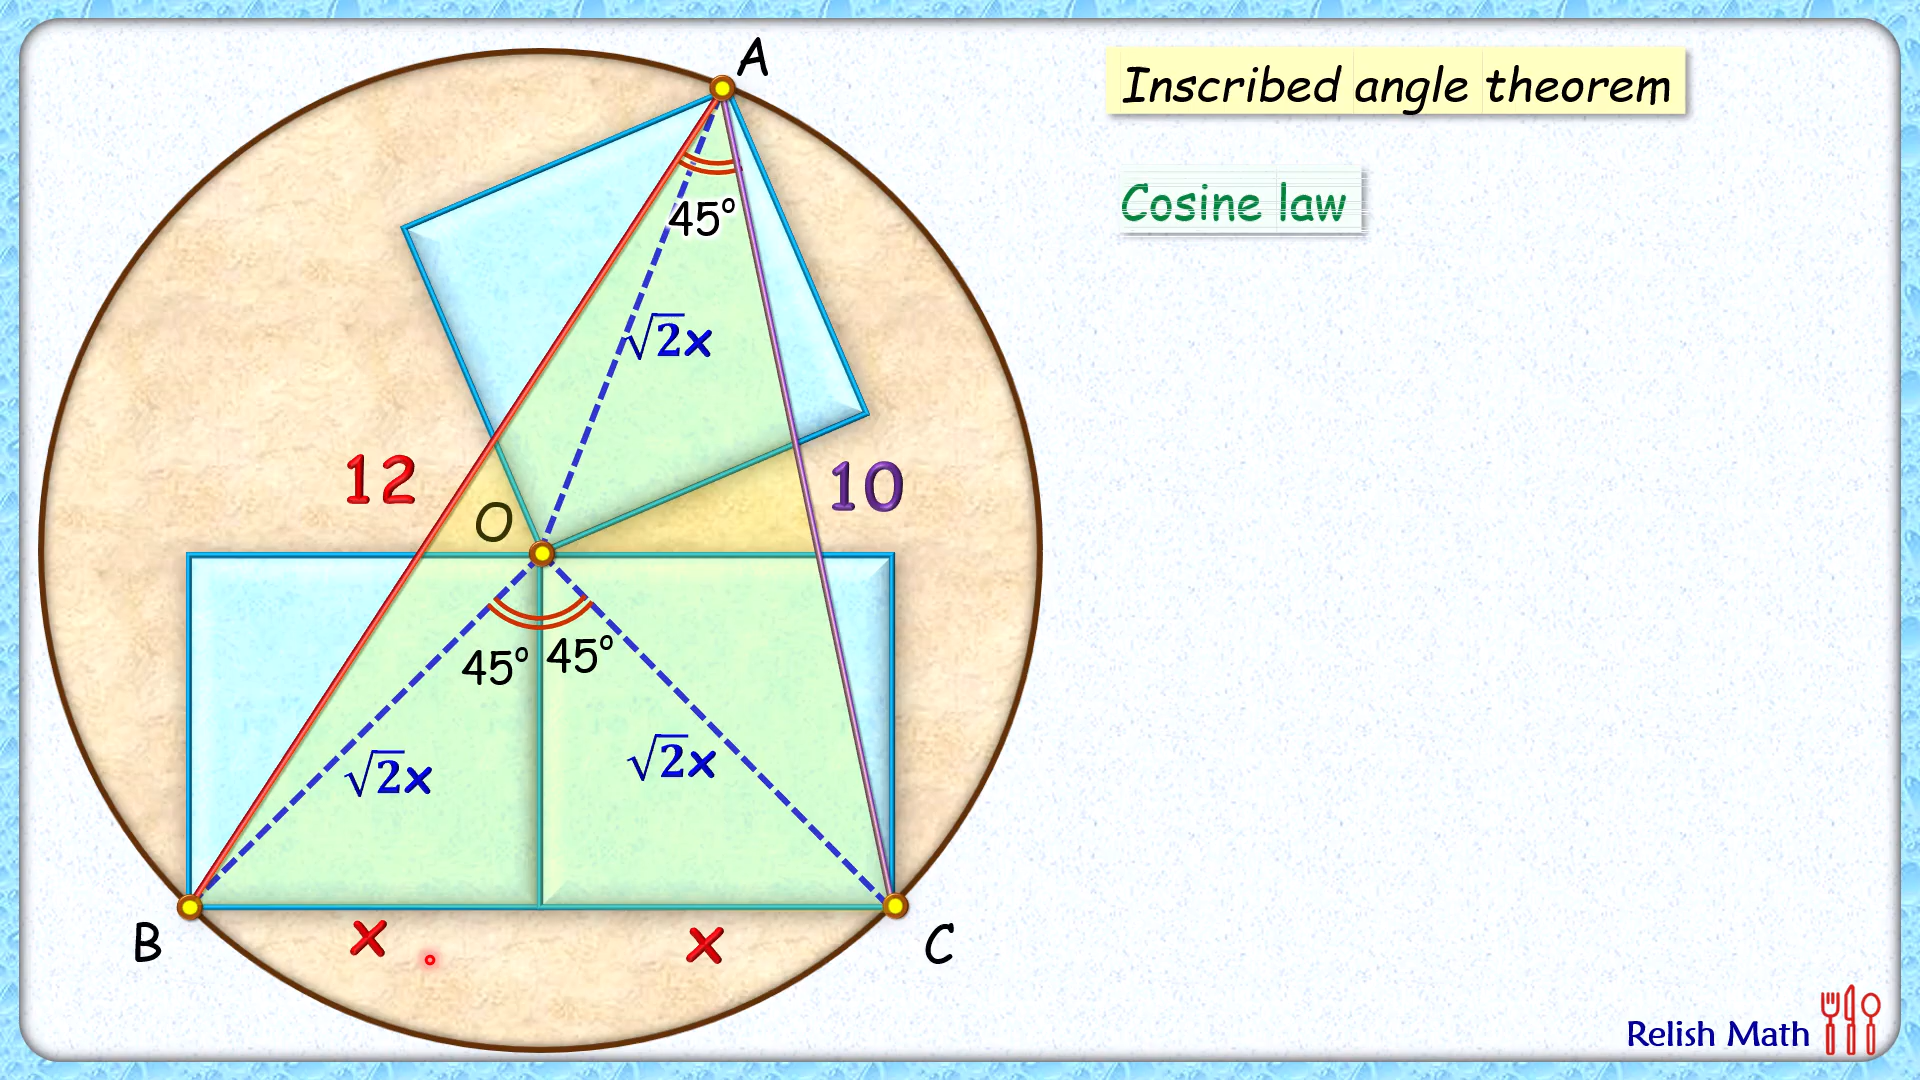 A
Inscribed angle theorem
45°
Cosine law
√2x
12
O
10
45° 45°
√2x
√2x
B
x
x
C
Relish Math